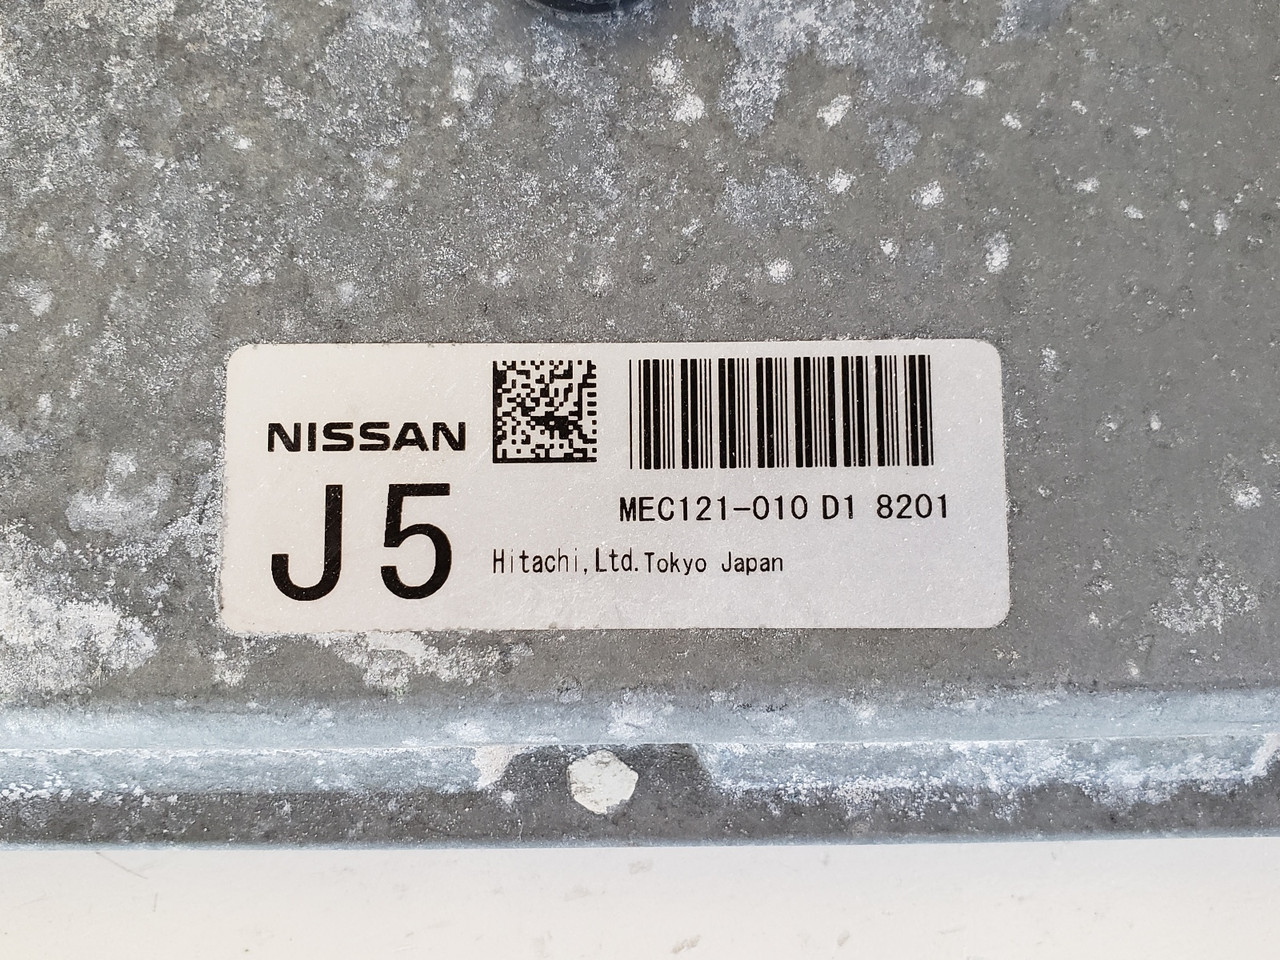 NISSAN
J5
MEC121-010 D1 8201
Hitachi,Ltd.Tokyo Japan